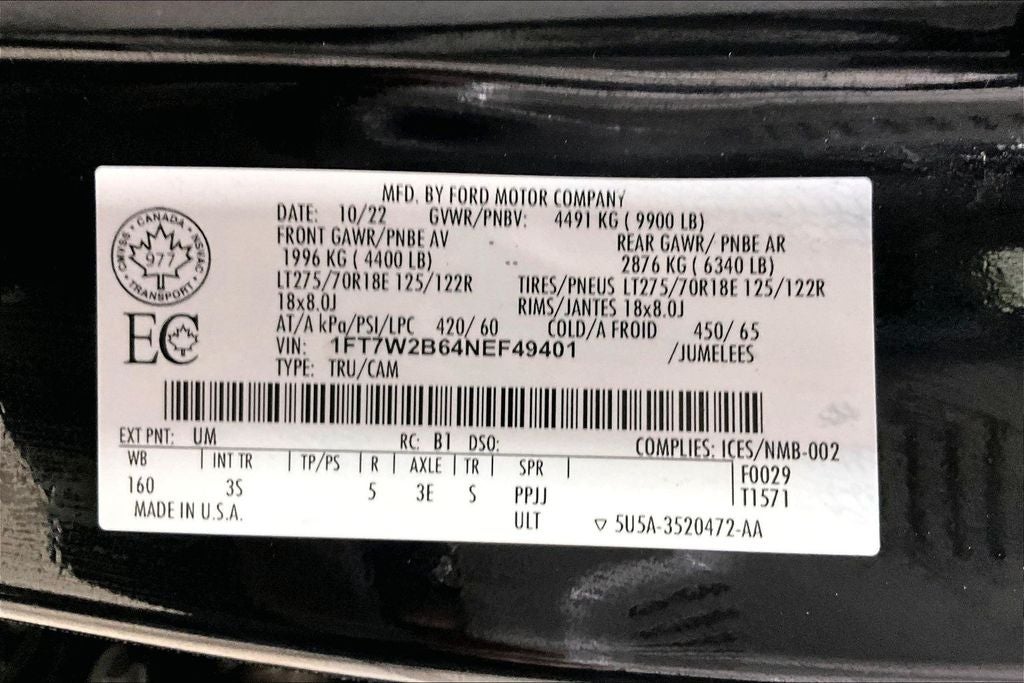 MFD. BY FORD MOTOR COMPANY
DATE: 10/22 GVWR/PNBV: 4491 KG ( 9900 LB)
FRONT GAWR/PNBE AV REAR GAWR/ PNBE AR
1996 KG ( 4400 LB) 2876 KG ( 6340 LB)
LT275/70R18E 125/122R TIRES/PNEUS LT275/70R18E 125/122R
18x8.0J RIMS/JANTES 18x8.0J
AT/A kPa/PSI/LPC 420/ 60 COLD/A FROID 450/ 65
VIN: 1FT7W2B64NEF49401 /JUMELEES
TYPE: TRU/CAM
CANADA
CMVSS NSVAC
977
TRANSPORT
EC
EXT PNT: UM RC: B1 DSO: COMPLIES: ICES/NMB-002
WB | INT TR | TP/PS | R | AXLE | TR | SPR | F0029
160 3S 5 3E S PPJJ T1571
MADE IN U.S.A. ULT ▽ 5U5A-3520472-AA